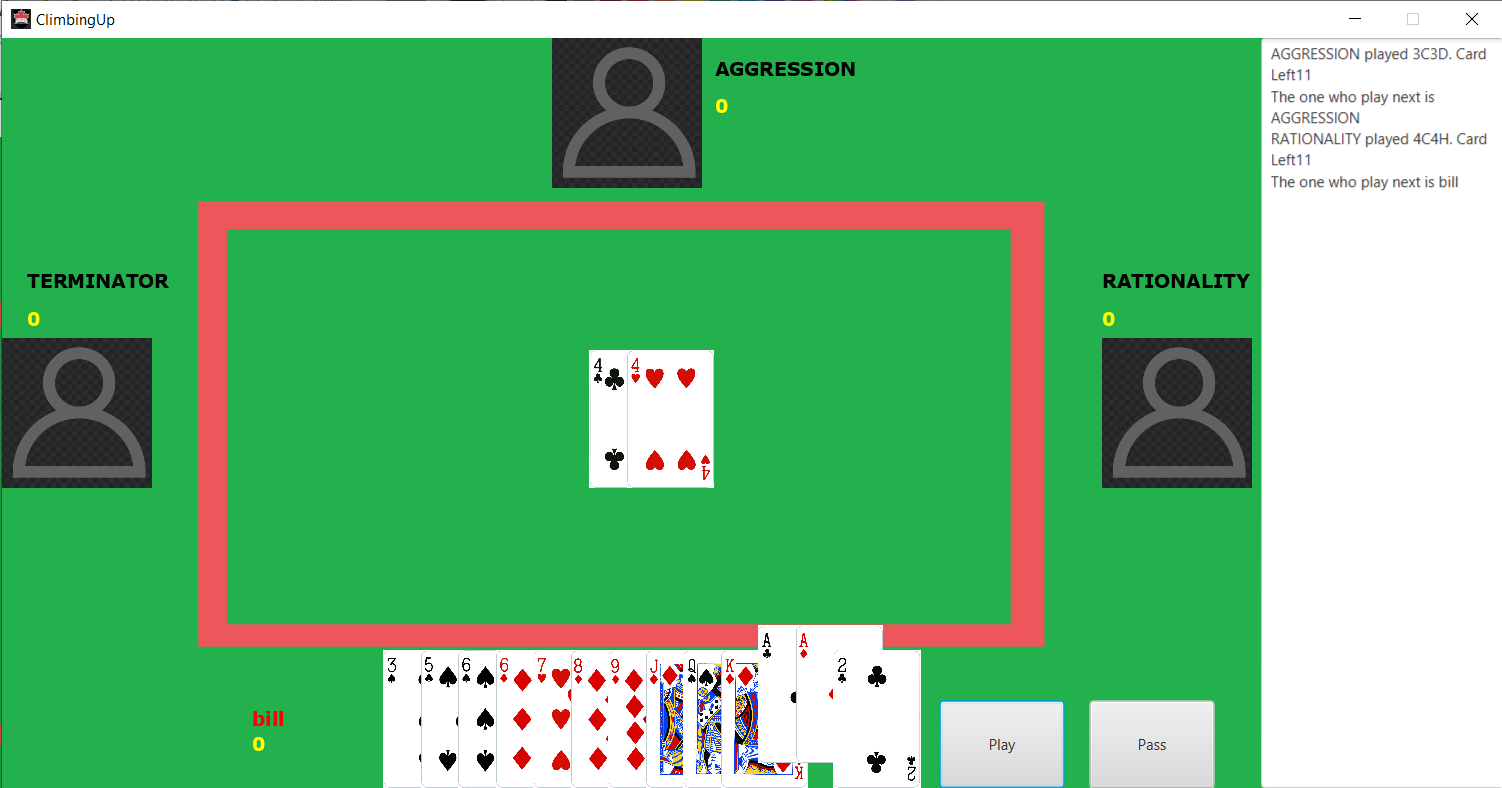 ClimbingUp
AGGRESSION
0
AGGRESSION played 3C3D. Card
Left11
The one who play next is
AGGRESSION
RATIONALITY played 4C4H. Card
Left11
The one who play next is bill
TERMINATOR
0
RATIONALITY
0
4 4
4
A A
3 5 6 6 7 8 9 J Q K 2
bill
0
K 2
Play Pass